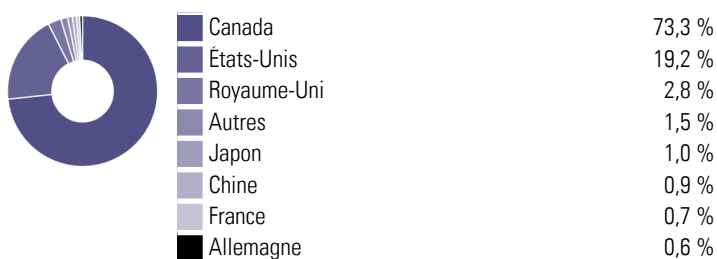 Canada 73,3 %
États-Unis 19,2 %
Royaume-Uni 2,8 %
Autres 1,5 %
Japon 1,0 %
Chine 0,9 %
France 0,7 %
Allemagne 0,6 %